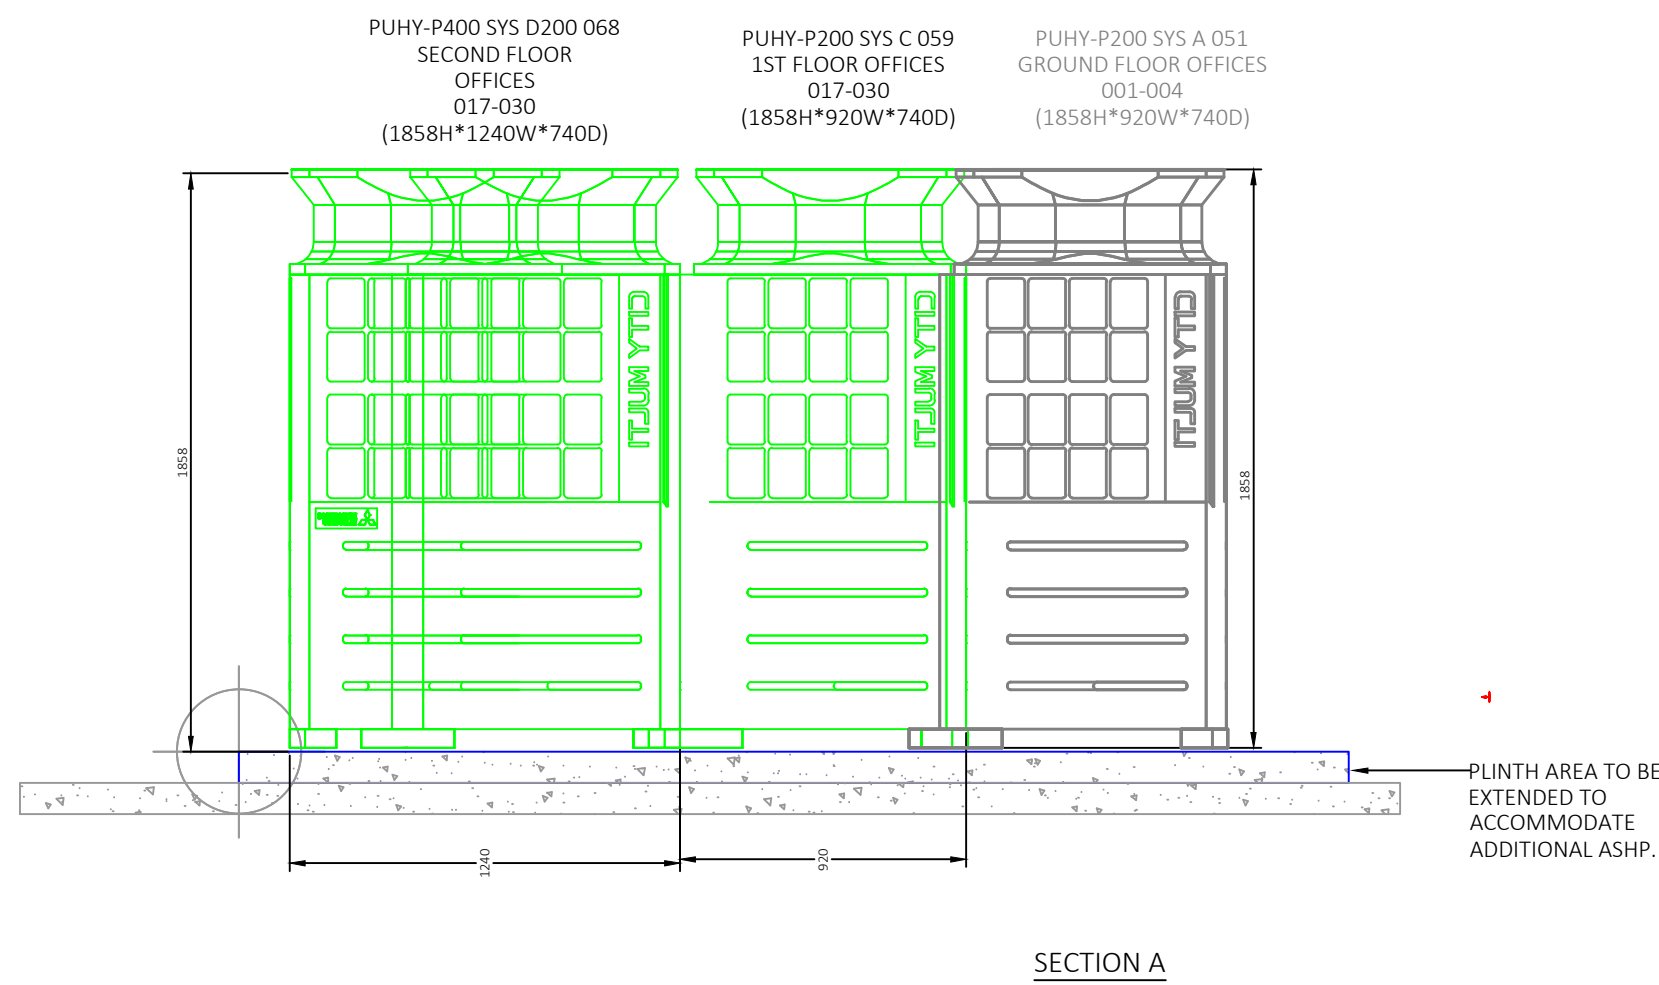 PUHY-P400 SYS D200 068
SECOND FLOOR
OFFICES
017-030
(1858H*1240W*740D)
PUHY-P200 SYS C 059
1ST FLOOR OFFICES
017-030
(1858H*920W*740D)
PUHY-P200 SYS A 051
GROUND FLOOR OFFICES
001-004
(1858H*920W*740D)
CITY MULTI
CITY MULTI
CITY MULTI
1858
1858
PLINTH AREA TO BE
EXTENDED TO
ACCOMMODATE
ADDITIONAL ASHP.
1240
920
SECTION A